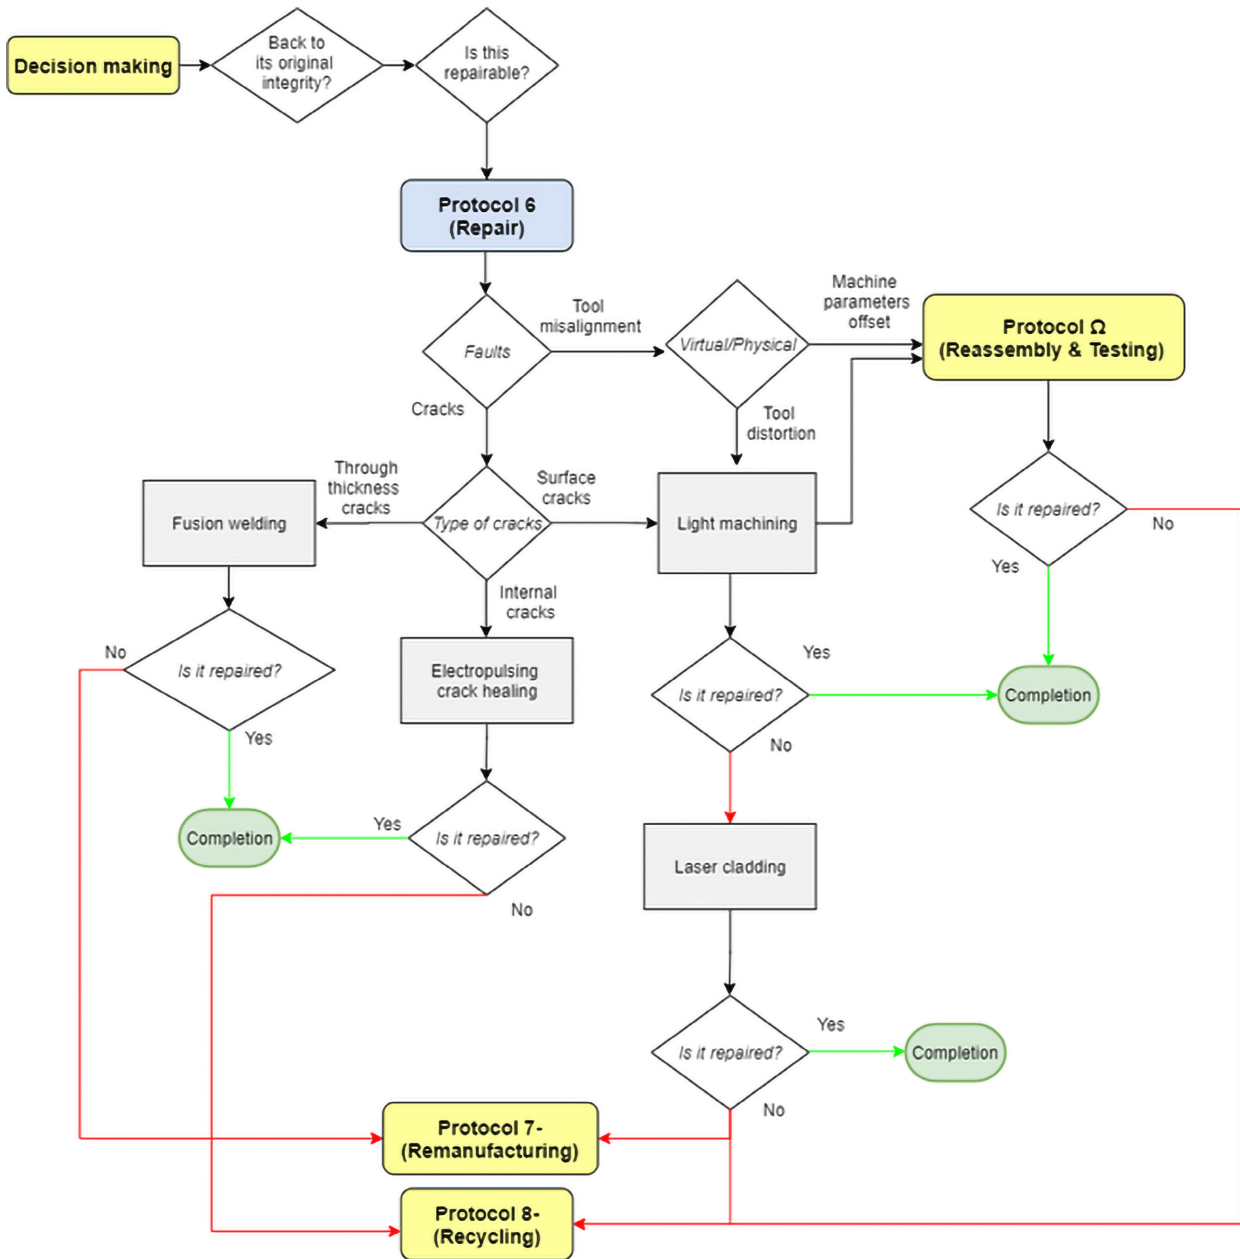 Decision making
Back to
its original
integrity?
Is this
repairable?
Protocol 6
(Repair)
Faults
Tool
misalignment
Virtual/Physical
Machine
parameters
offset
Protocol Ω
(Reassembly & Testing)
Cracks
Tool
distortion
Through
thickness
cracks
Type of cracks
Surface
cracks
Fusion welding
Light machining
Is it repaired?
No
Yes
Internal
cracks
No
Is it repaired?
Yes
Electropulsing
crack healing
Is it repaired?
Yes
No
Completion
Completion
Yes
Is it repaired?
No
Laser cladding
Is it repaired?
Yes
No
Completion
Protocol 7-
(Remanufacturing)
Protocol 8-
(Recycling)